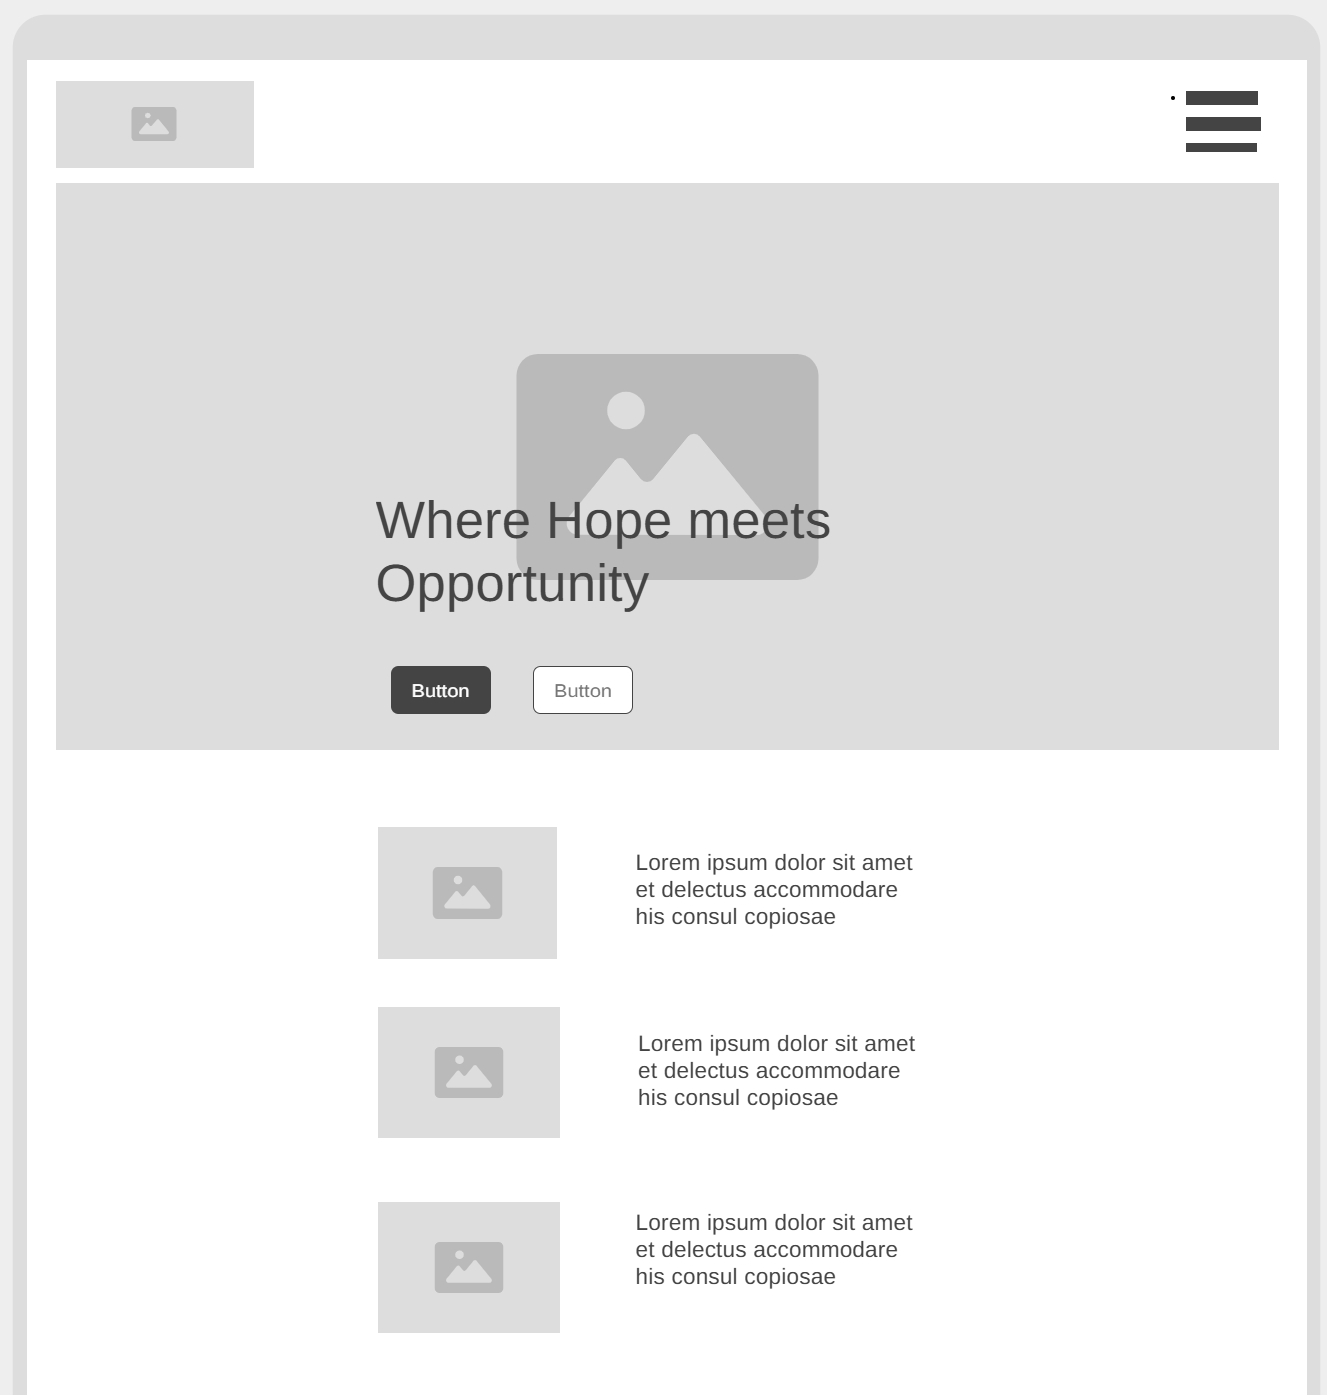 Where Hope meets
Opportunity
Button
Button
Lorem ipsum dolor sit amet
et delectus accommodare
his consul copiosae
Lorem ipsum dolor sit amet
et delectus accommodare
his consul copiosae
Lorem ipsum dolor sit amet
et delectus accommodare
his consul copiosae